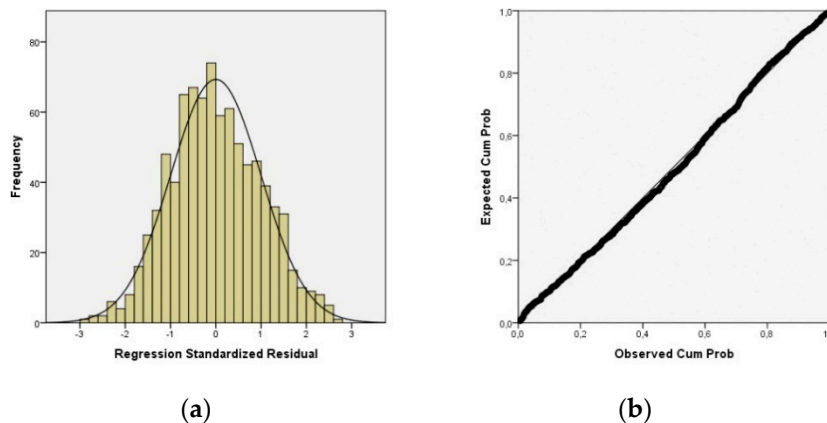 80
60
40
20
0
-3 -2 -1 0 1 2 3
Frequency
Regression Standardized Residual
(a)
1,0
0,8
0,6
0,4
0,2
0,0
0,0 0,2 0,4 0,6 0,8
Expected Cum Prob
Observed Cum Prob
(b)